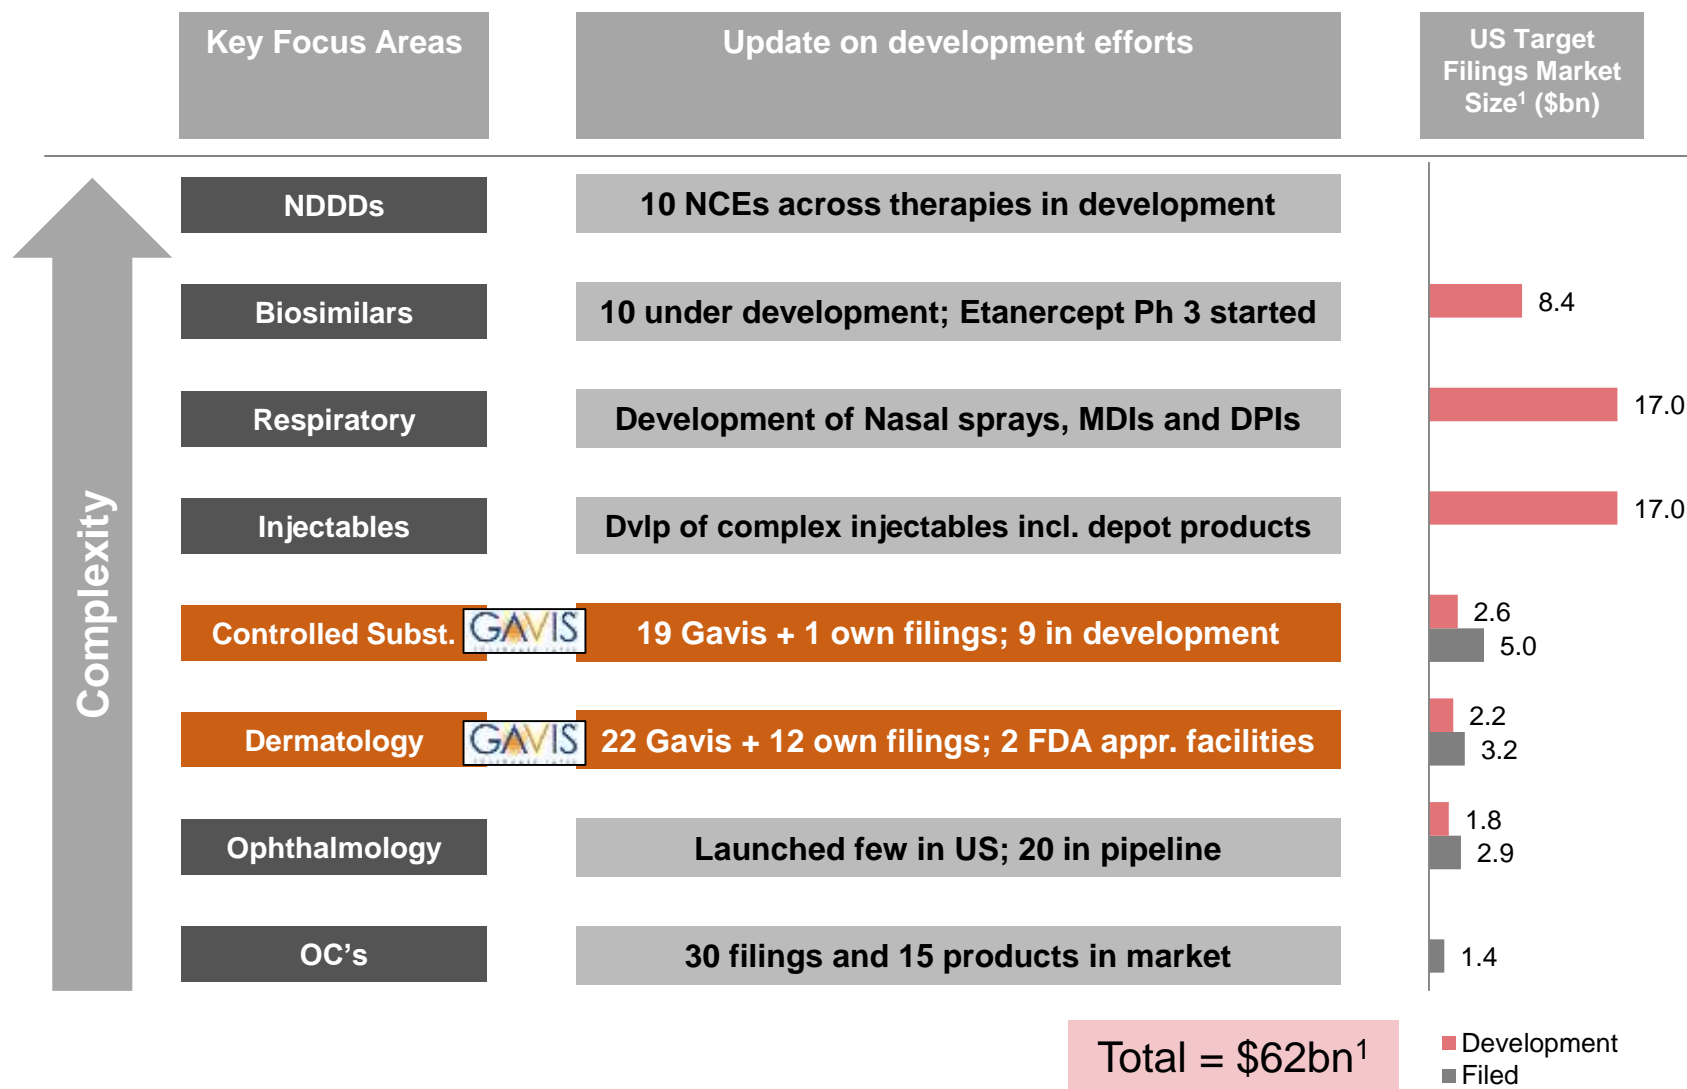 Key Focus Areas
Update on development efforts
US Target
Filings Market
Size¹ ($bn)
Complexity
NDDDs
10 NCEs across therapies in development
Biosimilars
10 under development; Etanercept Ph 3 started
8.4
Respiratory
Development of Nasal sprays, MDIs and DPIs
17.0
Injectables
Dvlp of complex injectables incl. depot products
17.0
Controlled Subst.
GAVIS
19 Gavis + 1 own filings; 9 in development
2.6
5.0
Dermatology
GAVIS
22 Gavis + 12 own filings; 2 FDA appr. facilities
2.2
3.2
Ophthalmology
Launched few in US; 20 in pipeline
1.8
2.9
OC's
30 filings and 15 products in market
1.4
Total = $62bn¹
Development
Filed